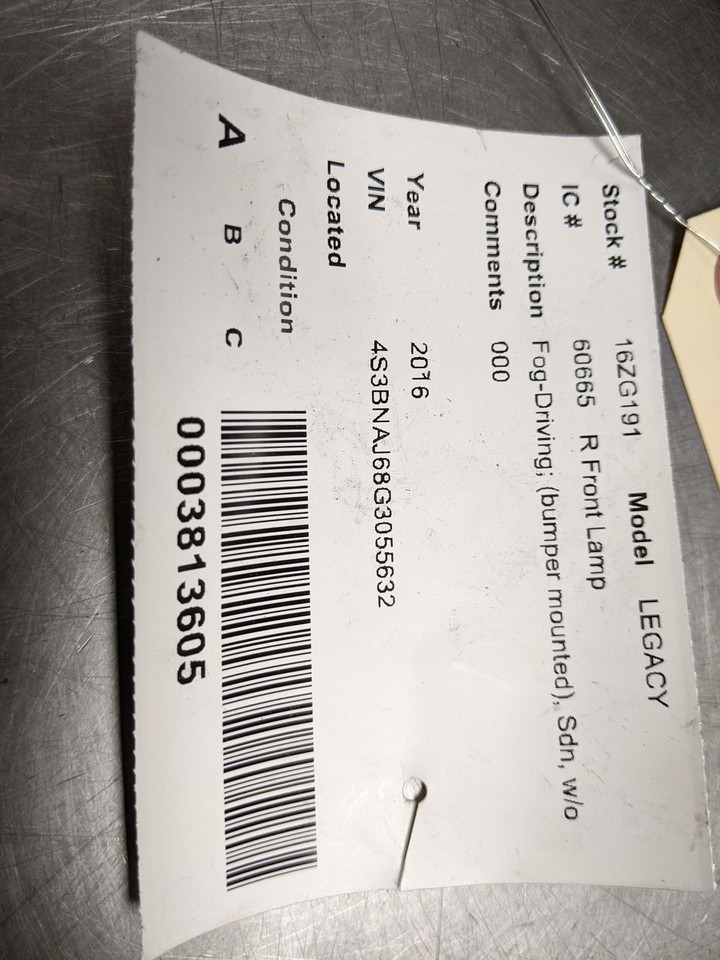 Stock # 16ZG191 Model LEGACY
IC # 60665 R Front Lamp
Description Fog-Driving; (bumper mounted), Sdn, w/o
Comments 000
Year 2016
VIN 4S3BNAJ68G3055632
Located
Condition
A B C
0003813605